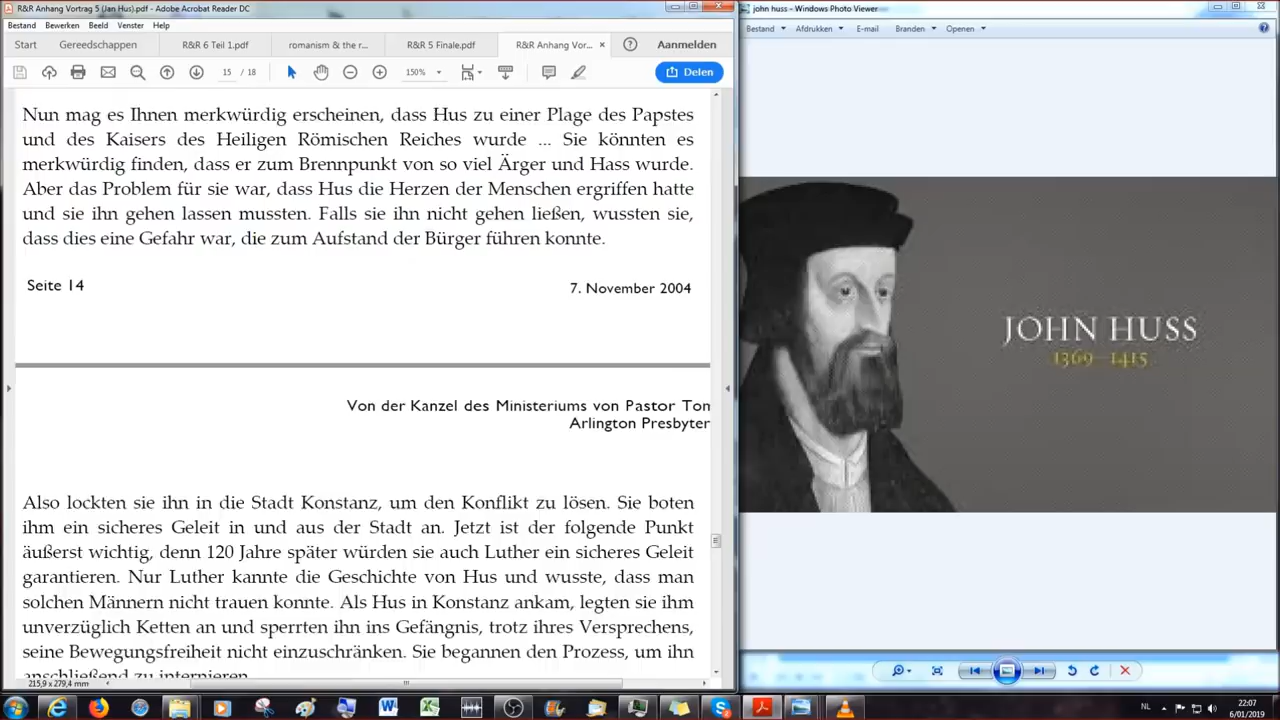 R&R Anhang Vortrag 5 (Jan Hus).pdf - Adobe Acrobat Reader DC
Bestand Bewerken Beeld Venster Help
Start Gereedschappen R&R 6 Teil 1.pdf romanism & the r... R&R 5 Finale.pdf R&R Anhang Vor... × Aanmelden
15 / 18 150% Delen
Nun mag es Ihnen merkwürdig erscheinen, dass Hus zu einer Plage des Papstes
und des Kaisers des Heiligen Römischen Reiches wurde ... Sie könnten es
merkwürdig finden, dass er zum Brennpunkt von so viel Ärger und Hass wurde.
Aber das Problem für sie war, dass Hus die Herzen der Menschen ergriffen hatte
und sie ihn gehen lassen mussten. Falls sie ihn nicht gehen ließen, wussten sie,
dass dies eine Gefahr war, die zum Aufstand der Bürger führen konnte.
Seite 14 7. November 2004
Von der Kanzel des Ministeriums von Pastor Tom
Arlington Presbyter
Also lockten sie ihn in die Stadt Konstanz, um den Konflikt zu lösen. Sie boten
ihm ein sicheres Geleit in und aus der Stadt an. Jetzt ist der folgende Punkt
äußerst wichtig, denn 120 Jahre später würden sie auch Luther ein sicheres Geleit
garantieren. Nur Luther kannte die Geschichte von Hus und wusste, dass man
solchen Männern nicht trauen konnte. Als Hus in Konstanz ankam, legten sie ihm
unverzüglich Ketten an und sperrten ihn ins Gefängnis, trotz ihres Versprechens,
seine Bewegungsfreiheit nicht einzuschränken. Sie begannen den Prozess, um ihn
anschließend zu internieren.
215,9 x 279,4 mm
john huss - Windows Photo Viewer
Bestand Afdrukken E-mail Branden Openen
JOHN HUSS
1369-1415
NL 22:07
6/01/2019